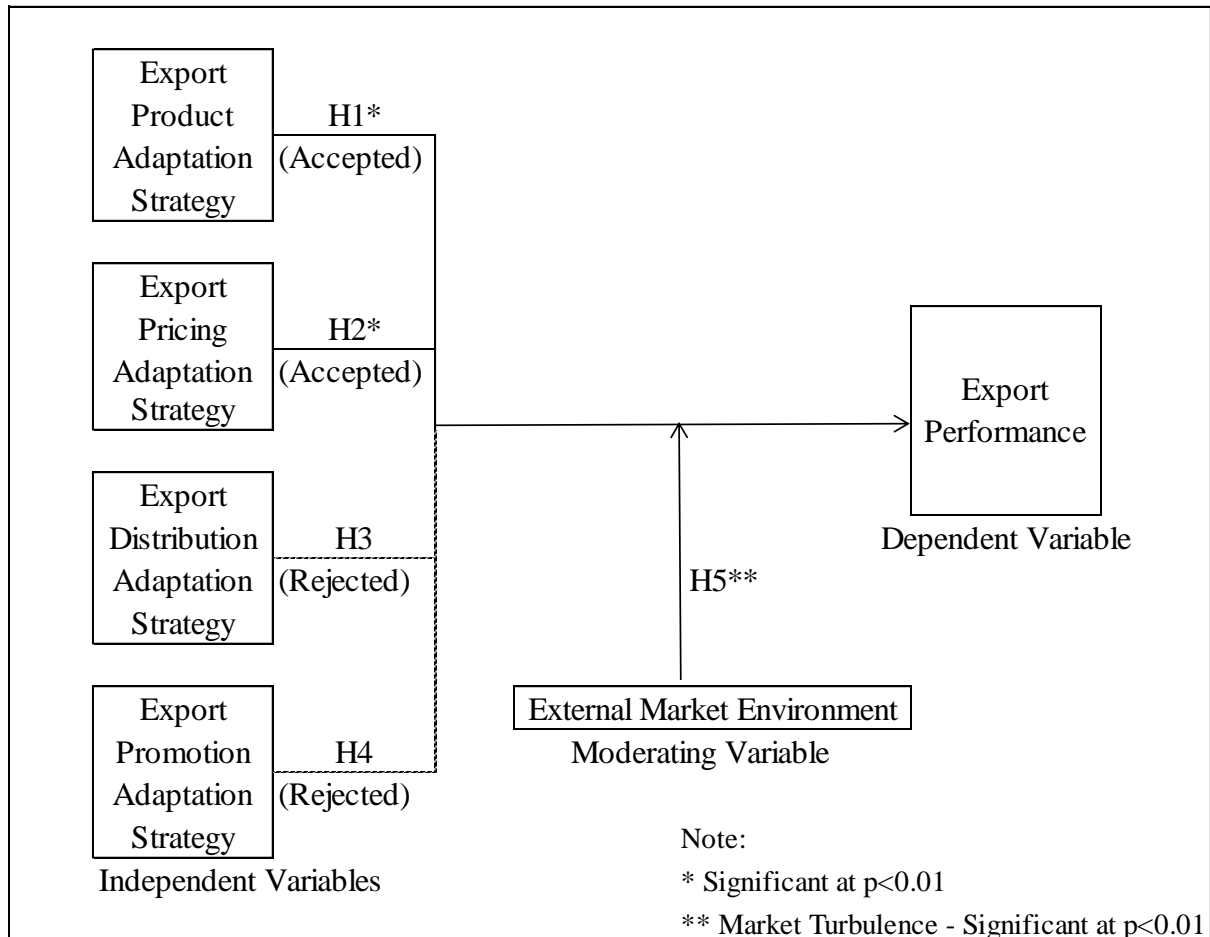 Export
Product
Adaptation
Strategy
H1*
(Accepted)
Export
Pricing
Adaptation
Strategy
H2*
(Accepted)
Export
Distribution
Adaptation
Strategy
H3
(Rejected)
Export
Promotion
Adaptation
Strategy
H4
(Rejected)
Independent Variables
Export
Performance
Dependent Variable
H5**
External Market Environment
Moderating Variable
Note:
* Significant at p<0.01
** Market Turbulence - Significant at p<0.01